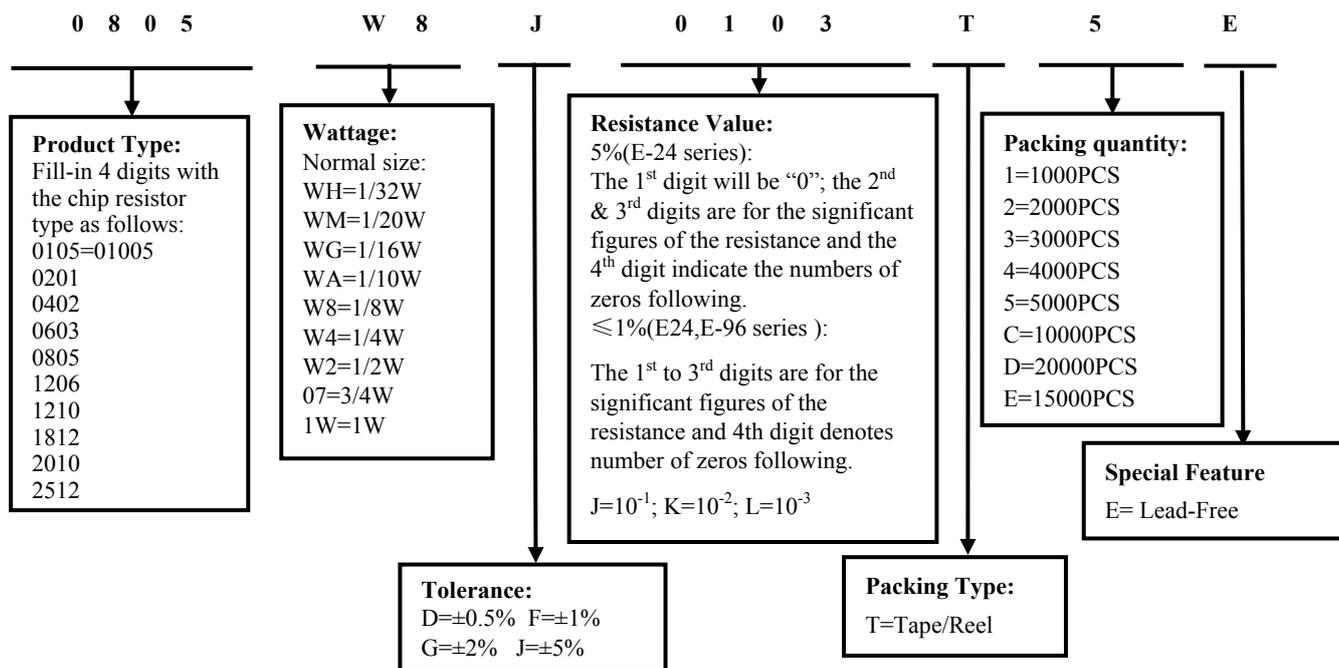 0 8 0 5 W 8 J 0 1 0 3 T 5 E
Product Type:
Fill-in 4 digits with
the chip resistor
type as follows:
0105=01005
0201
0402
0603
0805
1206
1210
1812
2010
2512
Wattage:
Normal size:
WH=1/32W
WM=1/20W
WG=1/16W
WA=1/10W
W8=1/8W
W4=1/4W
W2=1/2W
07=3/4W
1W=1W
Resistance Value:
5%(E-24 series):
The 1st digit will be “0”; the 2nd
& 3rd digits are for the significant
figures of the resistance and the
4th digit indicate the numbers of
zeros following.
≤1%(E24,E-96 series ):
The 1st to 3rd digits are for the
significant figures of the
resistance and 4th digit denotes
number of zeros following.
J=10-1; K=10-2; L=10-3
Packing quantity:
1=1000PCS
2=2000PCS
3=3000PCS
4=4000PCS
5=5000PCS
C=10000PCS
D=20000PCS
E=15000PCS
Special Feature
E= Lead-Free
Tolerance:
D=±0.5% F=±1%
G=±2% J=±5%
Packing Type:
T=Tape/Reel